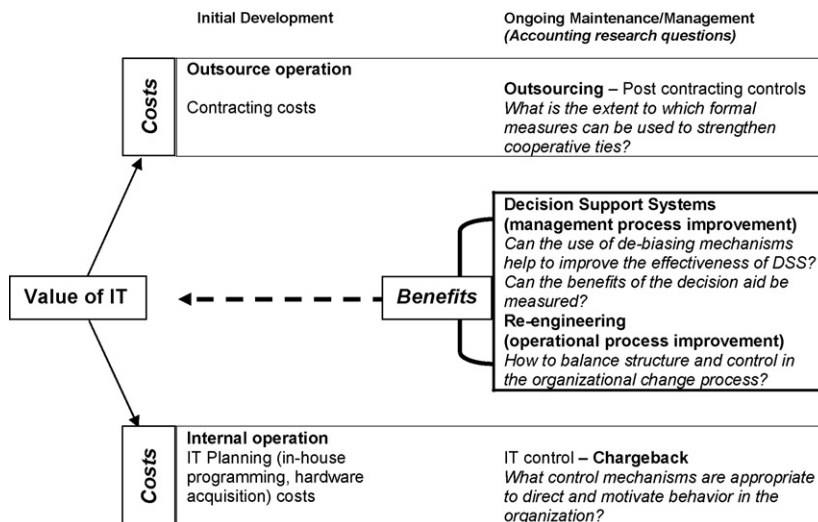 Initial Development
Ongoing Maintenance/Management
(Accounting research questions)
Costs
Outsource operation
Contracting costs
Outsourcing – Post contracting controls
What is the extent to which formal
measures can be used to strengthen
cooperative ties?
Value of IT
Benefits
Decision Support Systems
(management process improvement)
Can the use of de-biasing mechanisms
help to improve the effectiveness of DSS?
Can the benefits of the decision aid be
measured?
Re-engineering
(operational process improvement)
How to balance structure and control in
the organizational change process?
Costs
Internal operation
IT Planning (in-house
programming, hardware
acquisition) costs
IT control – Chargeback
What control mechanisms are appropriate
to direct and motivate behavior in the
organization?